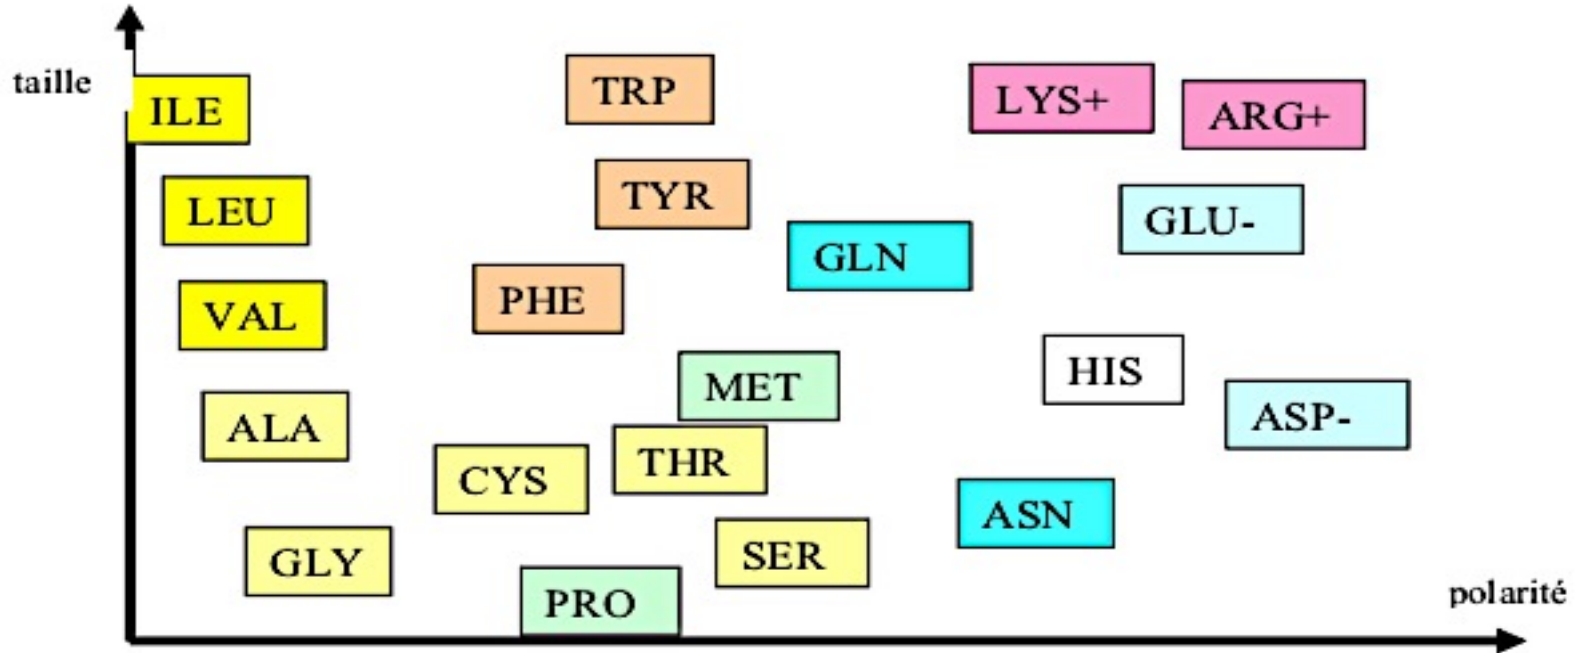 taille
ILE
TRP
LYS+
ARG+
LEU
TYR
GLU-
GLN
VAL
PHE
MET
HIS
ALA
ASP-
CYS
THR
ASN
GLY
SER
PRO
polarité